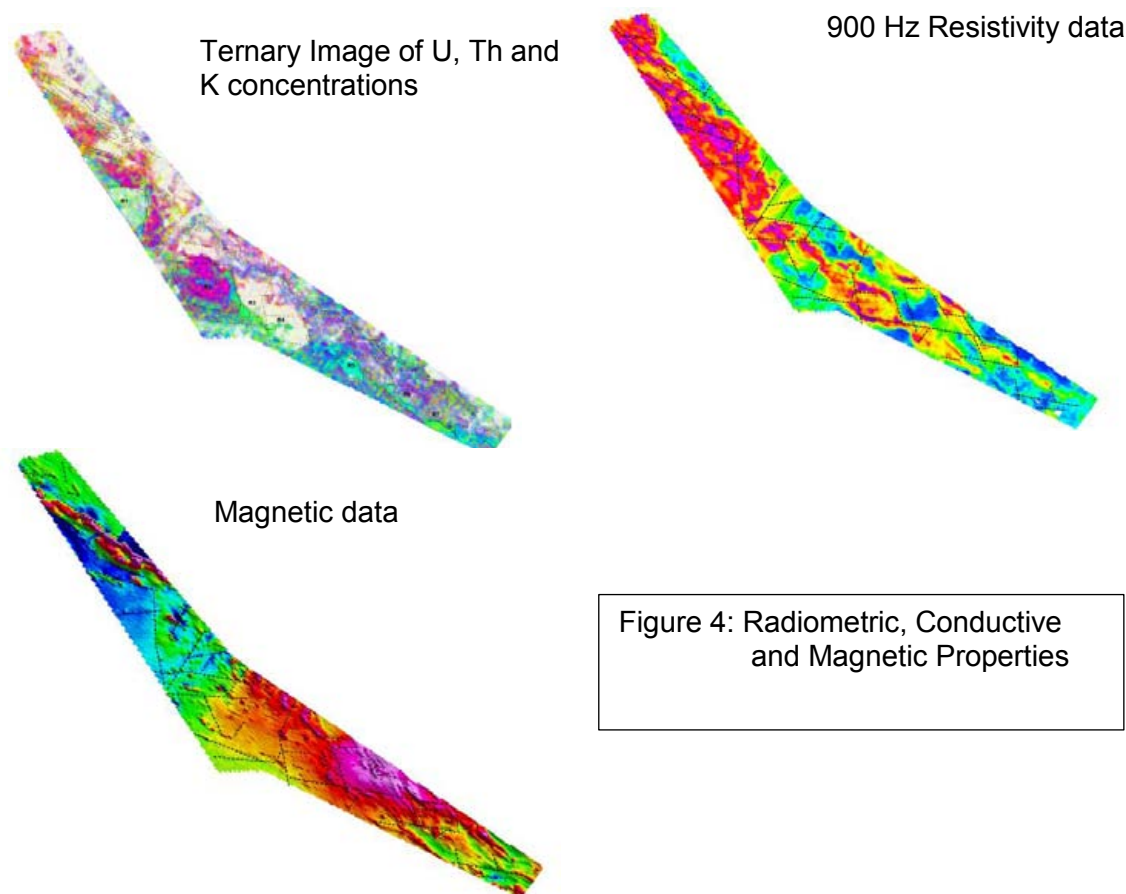 Ternary Image of U, Th and
K concentrations
900 Hz Resistivity data
Magnetic data
Figure 4: Radiometric, Conductive
and Magnetic Properties